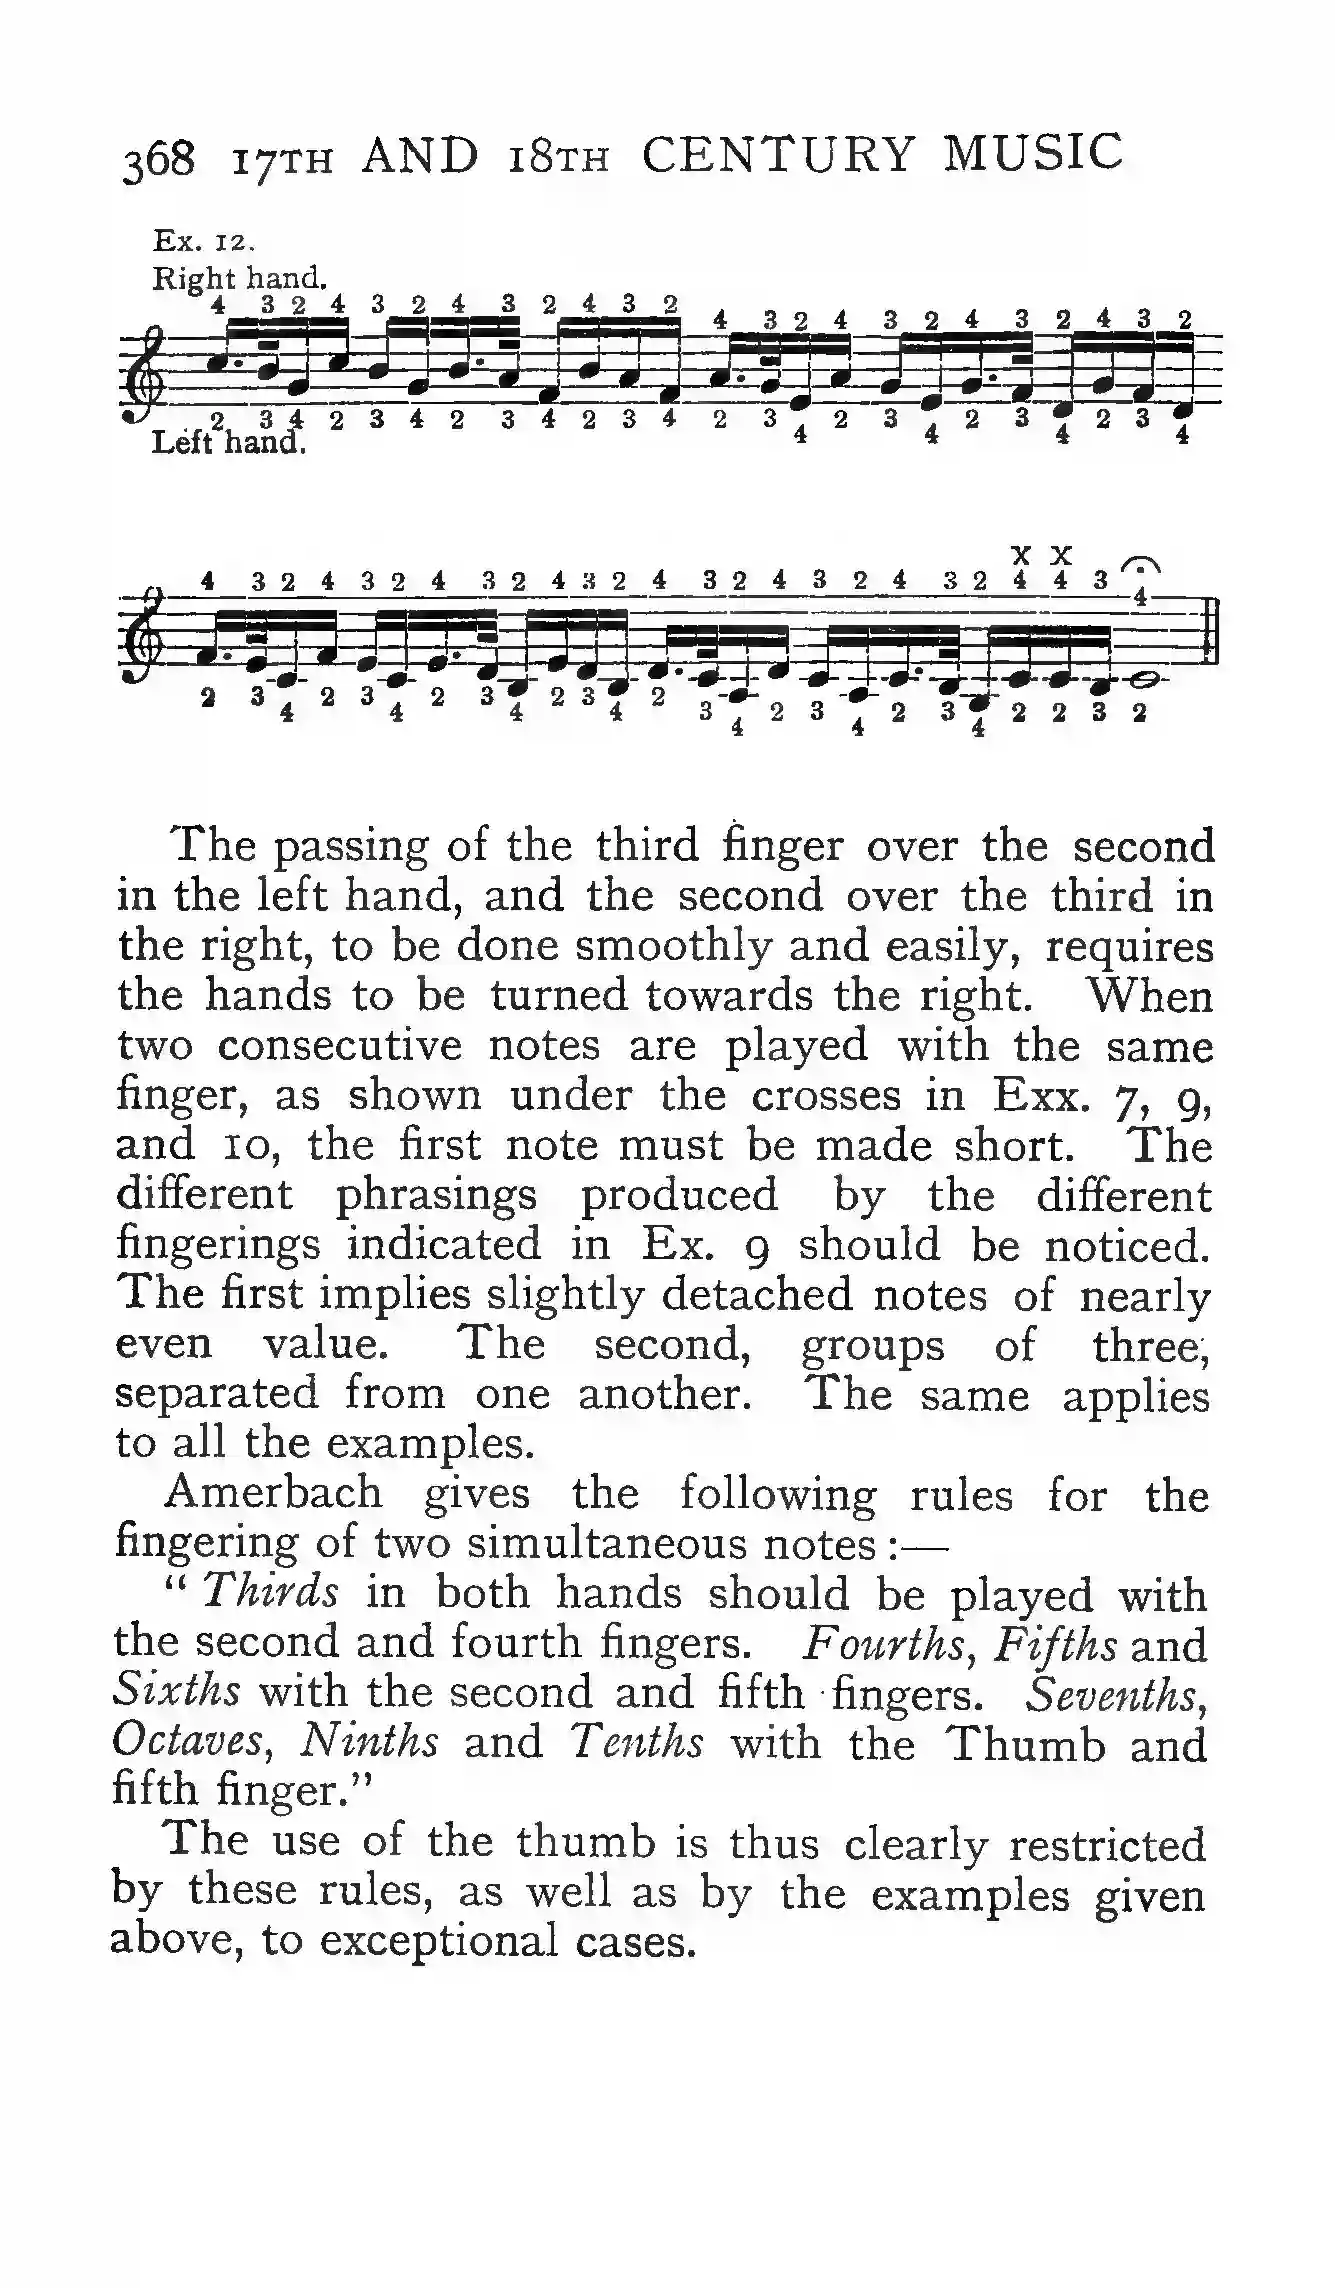 368 17TH AND 18TH CENTURY MUSIC
Ex. 12.
Right hand.
4 3 2 4 3 2 4 3 2 4 3 2 4 3 2 4 3 2 4 3 2 4 3 2
2 3 4 2 3 4 2 3 4 2 3 4 2 3 4 2 3 4 2 3 4 2 3 4
Left hand.
X X
4 3 2 4 3 2 4 3 2 4 3 2 4 3 2 4 3 2 4 3 2 4 4 3 4
2 3 4 2 3 4 2 3 4 2 3 4 2 3 4 2 3 4 2 3 4 2 2 3 2
The passing of the third finger over the second
in the left hand, and the second over the third in
the right, to be done smoothly and easily, requires
the hands to be turned towards the right. When
two consecutive notes are played with the same
finger, as shown under the crosses in Exx. 7, 9,
and 10, the first note must be made short. The
different phrasings produced by the different
fingerings indicated in Ex. 9 should be noticed.
The first implies slightly detached notes of nearly
even value. The second, groups of three,
separated from one another. The same applies
to all the examples.
Amerbach gives the following rules for the
fingering of two simultaneous notes :—
“ Thirds in both hands should be played with
the second and fourth fingers. Fourths, Fifths and
Sixths with the second and fifth fingers. Sevenths,
Octaves, Ninths and Tenths with the Thumb and
fifth finger.”
The use of the thumb is thus clearly restricted
by these rules, as well as by the examples given
above, to exceptional cases.